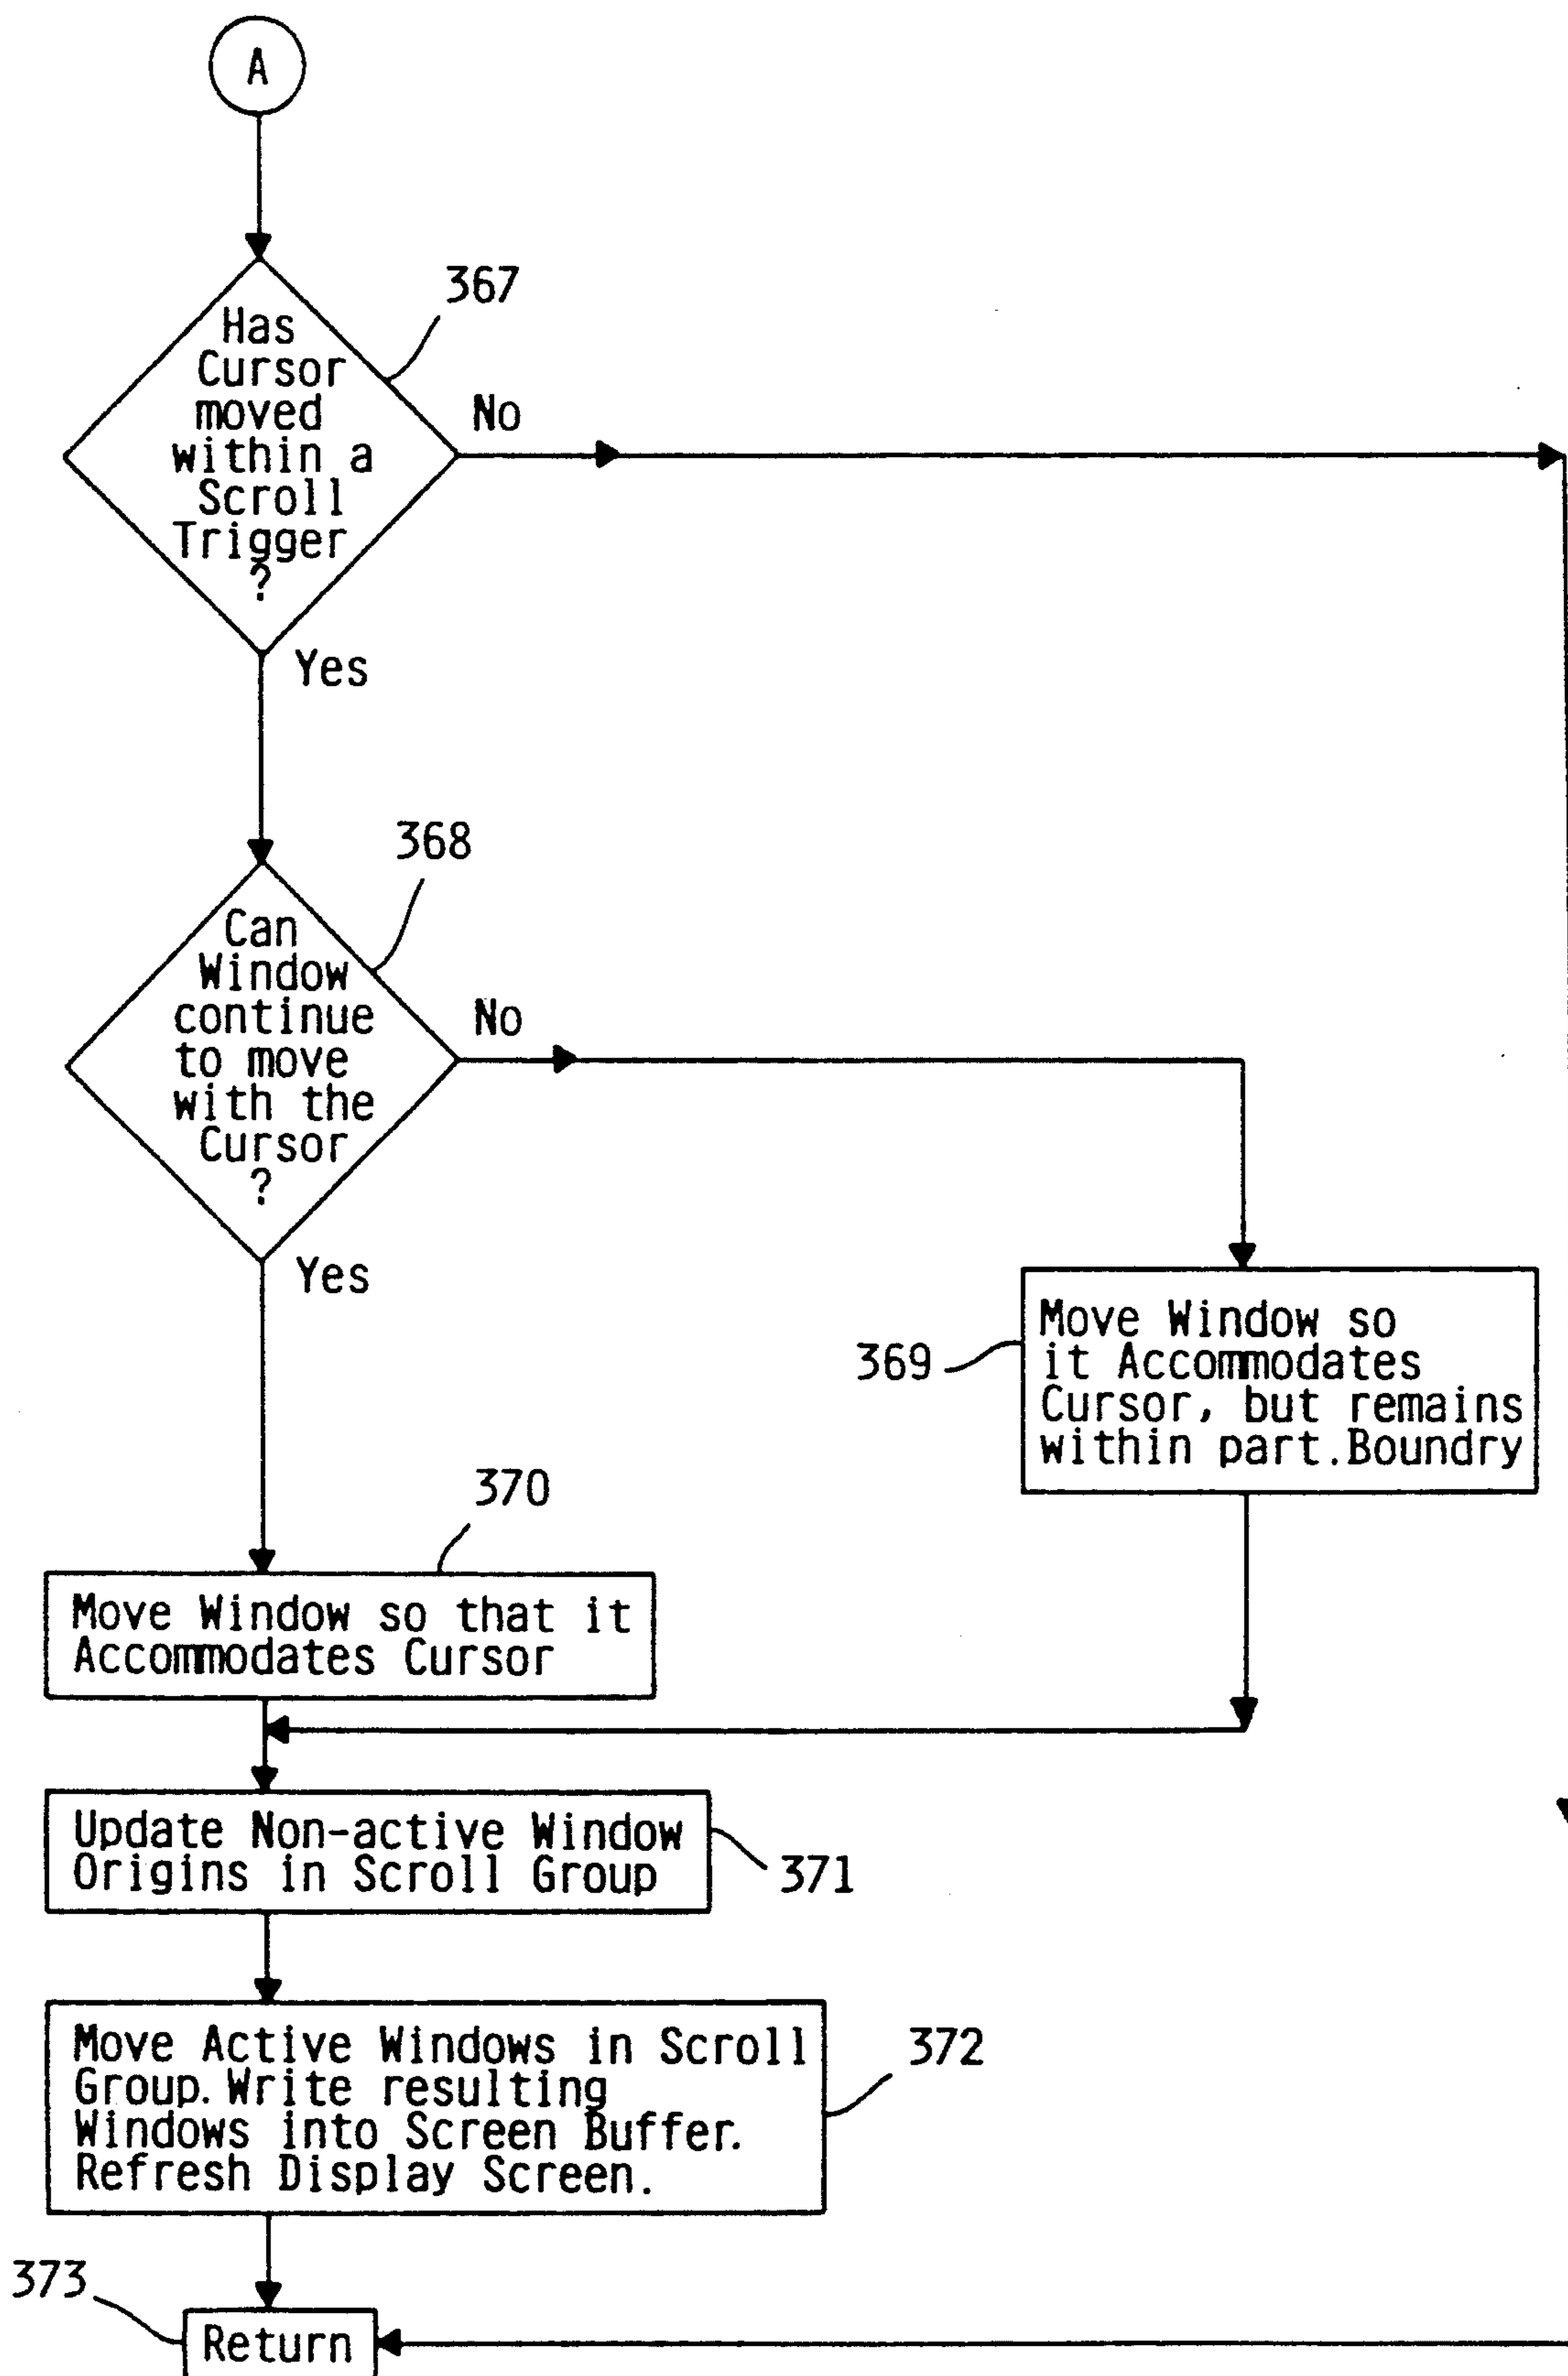 A
367
Has
Cursor
moved
within a
Scroll
Trigger
?
No
Yes
368
Can
Window
continue
to move
with the
Cursor
?
No
Yes
369
Move Window so
it Accommodates
Cursor, but remains
within part.Boundry
370
Move Window so that it
Accommodates Cursor
Update Non-active Window
Origins in Scroll Group
371
Move Active Windows in Scroll
Group. Write resulting
Windows into Screen Buffer.
Refresh Display Screen.
372
373
Return